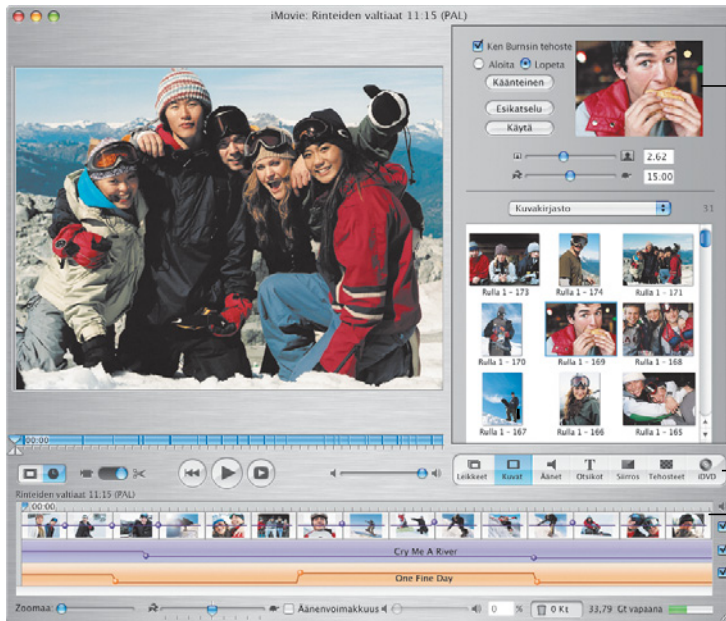 iMovie: Rinteiden valtiaat 11:15 (PAL)
Ken Burnsin tehoste
Aloita Lopeta
Käänteinen
Esikatselu
Käytä
2.62
15:00
Kuvakirjasto 31
Rulla 1 - 173 Rulla 1 - 174 Rulla 1 - 171
Rulla 1 - 170 Rulla 1 - 169 Rulla 1 - 168
Rulla 1 - 167 Rulla 1 - 166 Rulla 1 - 165
00:00
Leikkeet Kuvat Äänet Otsikot Siirros Tehosteet iDVD
Rinteiden valtiaat 11:15 (PAL)
00:00
Cry Me A River
One Fine Day
Zoomaa: Äänenvoimakkuus 0 % 0 Kt 33,79 Gt vapaana